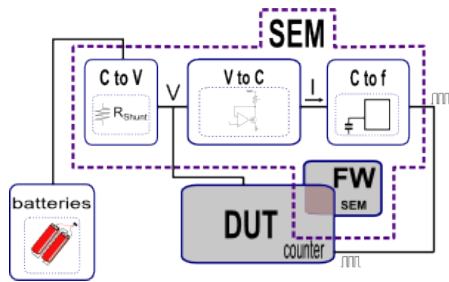 SEM
C to V
V to C
C to f
V
I
RShunt
FW
SEM
batteries
DUT
counter